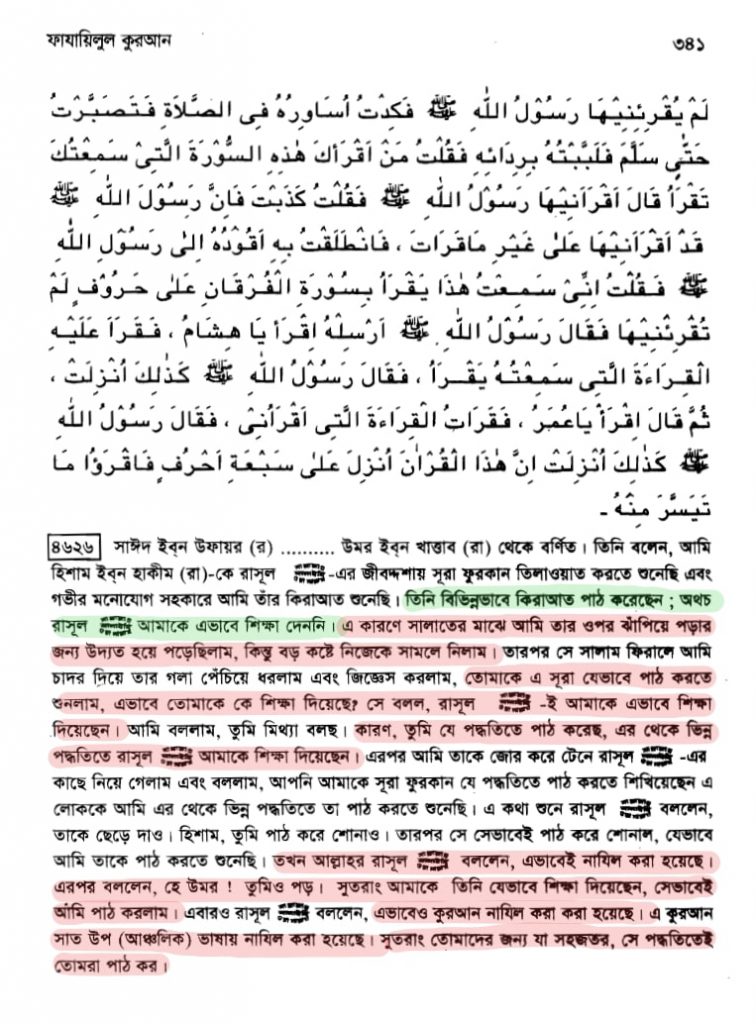 ফাযায়িলুল কুরআন ৩৪১
لَمْ يُقْرِئْنِيْهَا رَسُوْلُ اللّٰهِ ﷺ فَكِدْتُ اُسَاوِرُهُ فِى الصَّلَاةِ فَتَصَبَّرْتُ
حَتّٰى سَلَّمَ فَلَبَبْتُهُ بِرِدَائِهِ فَقُلْتُ مَنْ اَقْرَأَكَ هٰذِهِ السُّوْرَةَ الَّتِىْ سَمِعْتُكَ
تَقْرَأُ قَالَ اَقْرَاَنِيْهَا رَسُوْلُ اللّٰهِ ﷺ فَقُلْتُ كَذَبْتَ فَاِنَّ رَسُوْلَ اللّٰهِ ﷺ
قَدْ اَقْرَاَنِيْهَا عَلٰى غَيْرِ مَاقَرَاْتَ ، فَانْطَلَقْتُ بِهِ اَقُوْدُهُ اِلٰى رَسُوْلِ اللّٰهِ
ﷺ فَقُلْتُ اِنِّىْ سَمِعْتُ هٰذَا يَقْرَأُ بِسُوْرَةِ الْفُرْقَانِ عَلٰى حُرُوْفٍ لَمْ
تُقْرِئْنِيْهَا فَقَالَ رَسُوْلُ اللّٰهِ ﷺ اَرْسِلْهُ اِقْرَأْ يَا هِشَامُ ، فَقَرَأَ عَلَيْهِ
الْقِرَاءَةَ الَّتِى سَمِعْتُهُ يَقْرَأُ ، فَقَالَ رَسُوْلُ اللّٰهِ ﷺ كَذٰلِكَ اُنْزِلَتْ ،
ثُمَّ قَالَ اِقْرَأْ يَاعُمَرُ ، فَقَرَاْتُ الْقِرَاءَةَ الَّتِى اَقْرَاَنِىْ ، فَقَالَ رَسُوْلُ اللّٰهِ
ﷺ كَذٰلِكَ اُنْزِلَتْ اِنَّ هٰذَا الْقُرْاٰنَ اُنْزِلَ عَلٰى سَبْعَةِ اَحْرُفٍ فَاقْرَؤُا مَا
تَيَسَّرَ مِنْهُ -
৪৬২৬ সাঈদ ইব্‌ন উফায়র (র) .......... উমর ইব্‌ন খাত্তাব (রা) থেকে বর্ণিত। তিনি বলেন, আমি
হিশাম ইব্‌ন হাকীম (রা)-কে রাসূল ﷺ -এর জীবদ্দশায় সূরা ফুরকান তিলাওয়াত করতে শুনেছি এবং
গভীর মনোযোগ সহকারে আমি তাঁর কিরাআত শুনেছি। তিনি বিভিন্নভাবে কিরাআত পাঠ করেছেন ; অথচ
রাসূল ﷺ আমাকে এভাবে শিক্ষা দেননি। এ কারণে সালাতের মাঝে আমি তার ওপর ঝাঁপিয়ে পড়ার
জন্য উদ্যত হয়ে পড়েছিলাম, কিন্তু বড় কষ্টে নিজেকে সামলে নিলাম। তারপর সে সালাম ফিরালে আমি
চাদর দিয়ে তার গলা পেঁচিয়ে ধরলাম এবং জিজ্ঞেস করলাম, তোমাকে এ সূরা যেভাবে পাঠ করতে
শুনলাম, এভাবে তোমাকে কে শিক্ষা দিয়েছে? সে বলল, রাসূল ﷺ -ই আমাকে এভাবে শিক্ষা
দিয়েছেন। আমি বললাম, তুমি মিথ্যা বলছ। কারণ, তুমি যে পদ্ধতিতে পাঠ করেছ, এর থেকে ভিন্ন
পদ্ধতিতে রাসূল ﷺ আমাকে শিক্ষা দিয়েছেন। এরপর আমি তাকে জোর করে টেনে রাসূল ﷺ -এর
কাছে নিয়ে গেলাম এবং বললাম, আপনি আমাকে সূরা ফুরকান যে পদ্ধতিতে পাঠ করতে শিখিয়েছেন এ
লোককে আমি এর থেকে ভিন্ন পদ্ধতিতে তা পাঠ করতে শুনেছি। এ কথা শুনে রাসূল ﷺ বললেন,
তাকে ছেড়ে দাও। হিশাম, তুমি পাঠ করে শোনাও। তারপর সে সেভাবেই পাঠ করে শোনাল, যেভাবে
আমি তাকে পাঠ করতে শুনেছি। তখন আল্লাহর রাসূল ﷺ বললেন, এভাবেই নাযিল করা হয়েছে।
এরপর বললেন, হে উমর ! তুমিও পড়। সুতরাং আমাকে তিনি যেভাবে শিক্ষা দিয়েছেন, সেভাবেই
আমি পাঠ করলাম। এবারও রাসূল ﷺ বললেন, এভাবেও কুরআন নাযিল করা করা হয়েছে। এ কুরআন
সাত উপ (আঞ্চলিক) ভাষায় নাযিল করা হয়েছে। সুতরাং তোমাদের জন্য যা সহজতর, সে পদ্ধতিতেই
তোমরা পাঠ কর।